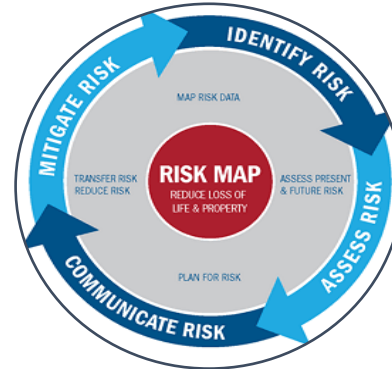 IDENTIFY RISK
MITIGATE RISK
MAP RISK DATA
TRANSFER RISK
REDUCE RISK
RISK MAP
REDUCE LOSS OF
LIFE & PROPERTY
ASSESS PRESENT
& FUTURE RISK
ASSESS RISK
PLAN FOR RISK
COMMUNICATE RISK